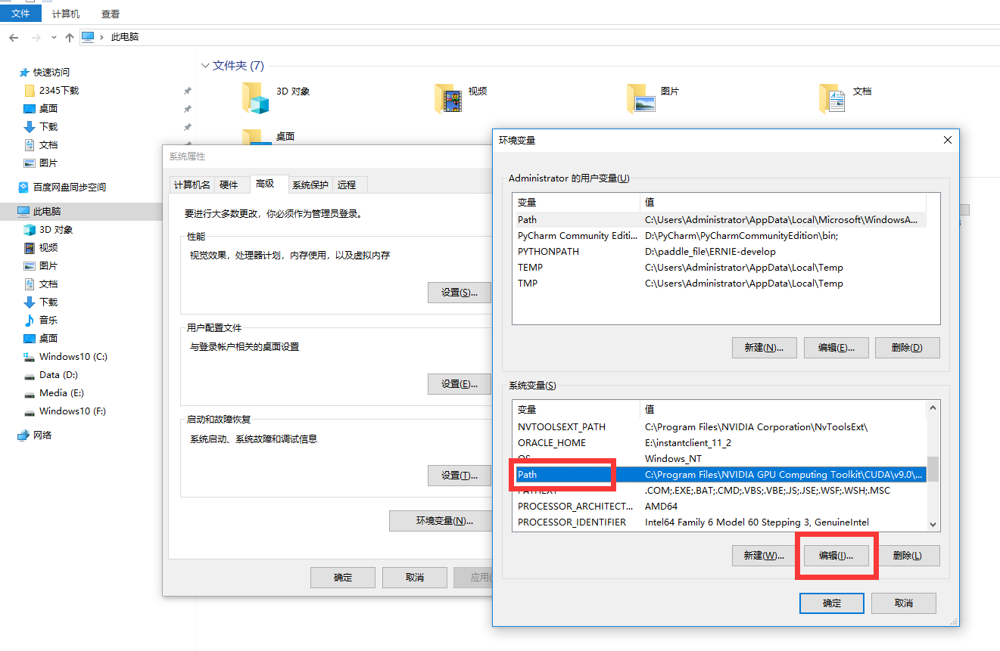 文件 计算机 查看
此电脑
快速访问
2345下载
桌面
下载
文档
图片
百度网盘同步空间
此电脑
3D 对象
视频
图片
文档
下载
音乐
桌面
Windows10 (C:)
Data (D:)
Media (E:)
Windows10 (F:)
网络
文件夹 (7)
3D 对象 视频 图片 文档
桌面
系统属性
计算机名 硬件 高级 系统保护 远程
要进行大多数更改，你必须作为管理员登录。
性能
视觉效果，处理器计划，内存使用，以及虚拟内存
设置(S)...
用户配置文件
与登录帐户相关的桌面设置
设置(E)...
启动和故障恢复
系统启动、系统故障和调试信息
设置(T)...
环境变量(N)...
确定 取消 应用(
环境变量
Administrator 的用户变量(U)
变量 值
Path C:\Users\Administrator\AppData\Local\Microsoft\WindowsA...
PyCharm Community Editi... D:\PyCharm\PyCharmCommunityEdition\bin;
PYTHONPATH D:\paddle_file\ERNIE-develop
TEMP C:\Users\Administrator\AppData\Local\Temp
TMP C:\Users\Administrator\AppData\Local\Temp
新建(N)... 编辑(E)... 删除(D)
系统变量(S)
变量 值
NVTOOLSEXT_PATH C:\Program Files\NVIDIA Corporation\NvToolsExt\
ORACLE_HOME E:\instantclient_11_2
OS Windows_NT
Path C:\Program Files\NVIDIA GPU Computing Toolkit\CUDA\v9.0\...
PATHEXT .COM;.EXE;.BAT;.CMD;.VBS;.VBE;.JS;.JSE;.WSF;.WSH;.MSC
PROCESSOR_ARCHITECT... AMD64
PROCESSOR_IDENTIFIER Intel64 Family 6 Model 60 Stepping 3, GenuineIntel
新建(W)... 编辑(I)... 删除(L)
确定 取消